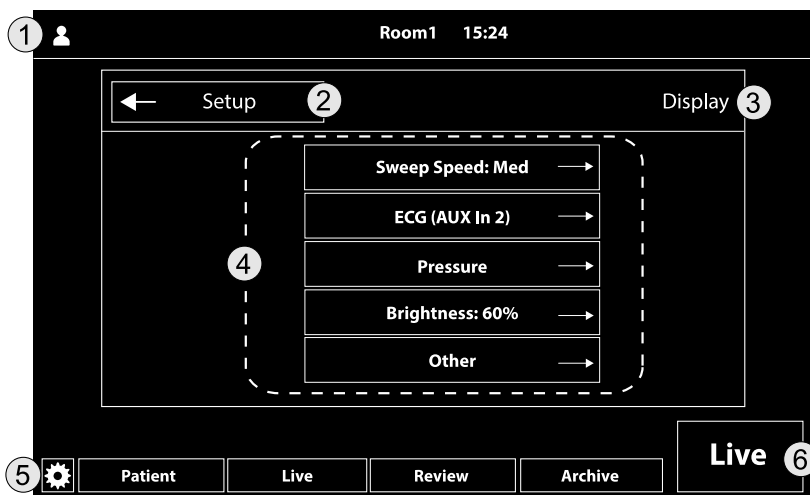 1 Room1 15:24
Setup 2 Display 3
Sweep Speed: Med
ECG (AUX In 2)
4 Pressure
Brightness: 60%
Other
5 Patient Live Review Archive Live 6